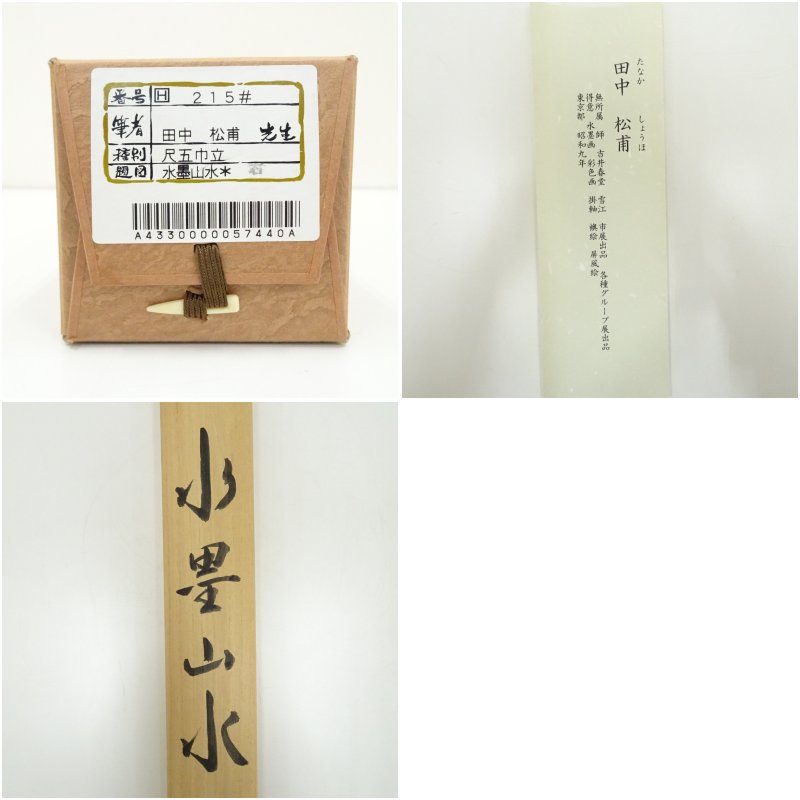 番号 H 215#
筆者 田中 松甫 先生
種別 尺五巾立
題目 水墨山水*
A4330000057440A
たなか しょうほ
田中 松甫
無所属 師 吉井春堂 雪江 市展出品 各種グループ展出品
得意 水墨画 彩色画 掛軸 襖絵 屏風絵
東京都 昭和九年
水墨山水